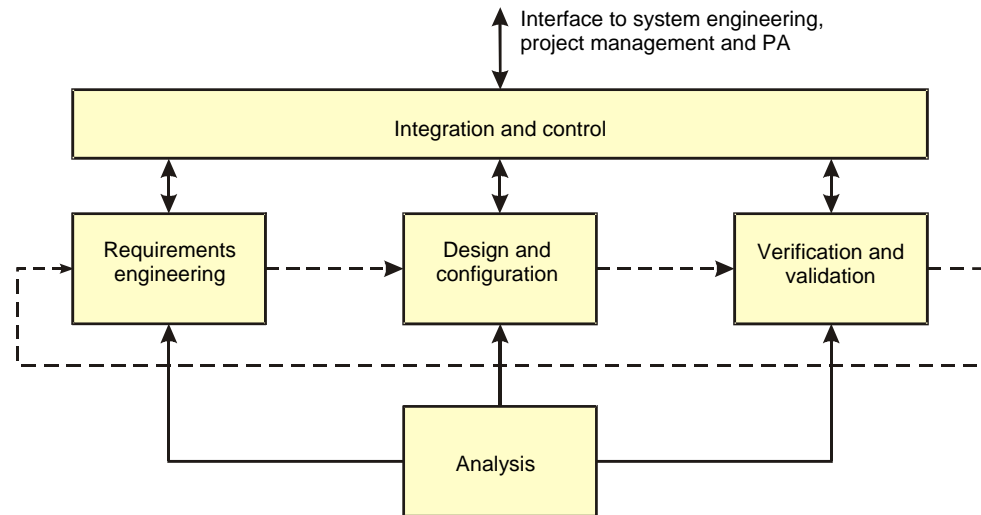 Interface to system engineering,
project management and PA
Integration and control
Requirements
engineering
Design and
configuration
Verification and
validation
Analysis